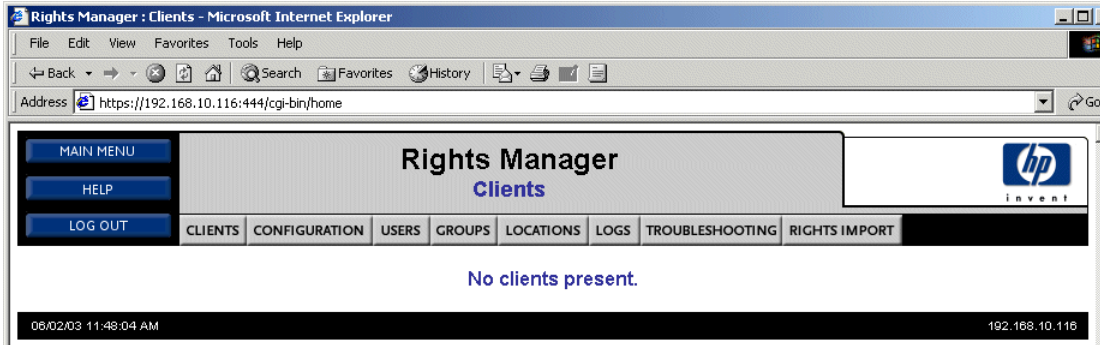 Rights Manager : Clients - Microsoft Internet Explorer
File Edit View Favorites Tools Help
Back Search Favorites History
Address https://192.168.10.116:444/cgi-bin/home Go
MAIN MENU
HELP
LOG OUT
Rights Manager
Clients
hp
invent
CLIENTS CONFIGURATION USERS GROUPS LOCATIONS LOGS TROUBLESHOOTING RIGHTS IMPORT
No clients present.
06/02/03 11:48:04 AM 192.168.10.116